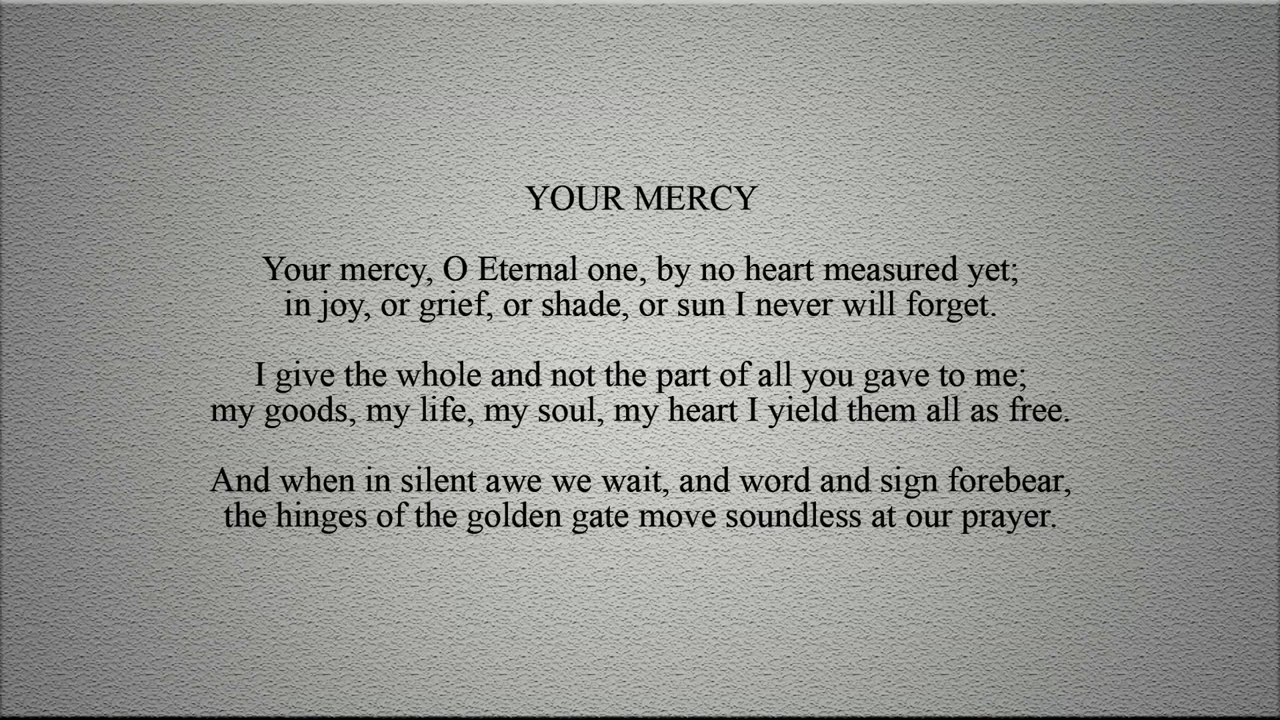 YOUR MERCY
Your mercy, O Eternal one, by no heart measured yet;
in joy, or grief, or shade, or sun I never will forget.
I give the whole and not the part of all you gave to me;
my goods, my life, my soul, my heart I yield them all as free.
And when in silent awe we wait, and word and sign forebear,
the hinges of the golden gate move soundless at our prayer.